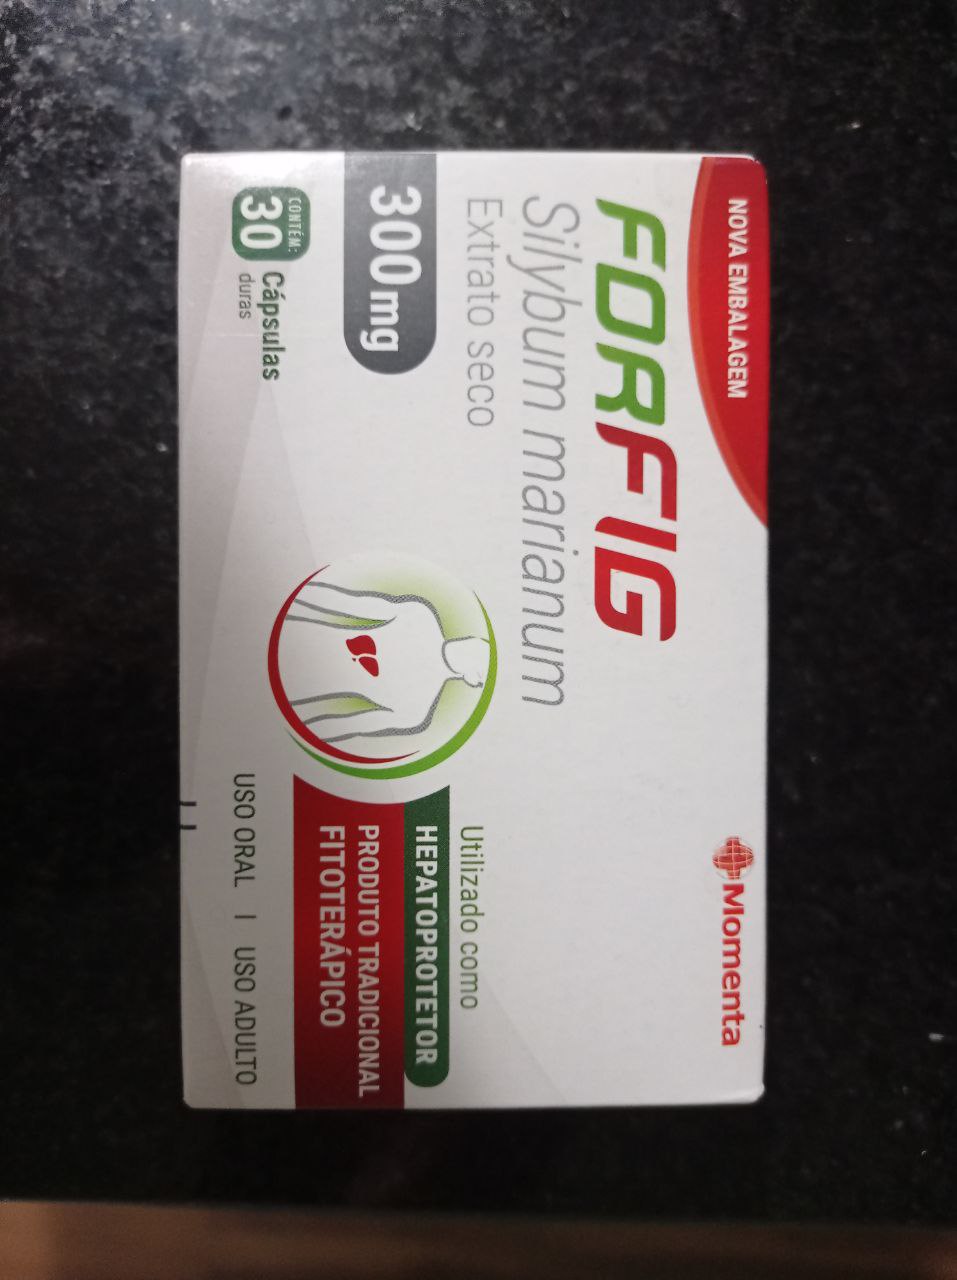 NOVA EMBALAGEM
Momenta
FORFIG
Silybum marianum
Extrato seco
300mg
CONTÉM:
30 Cápsulas
duras
Utilizado como
HEPATOPROTETOR
PRODUTO TRADICIONAL
FITOTERÁPICO
USO ORAL | USO ADULTO